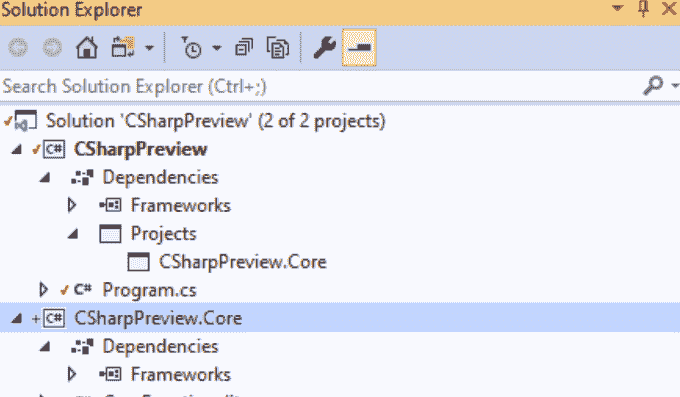 Solution Explorer
Search Solution Explorer (Ctrl+;)
Solution 'CSharpPreview' (2 of 2 projects)
C# CSharpPreview
Dependencies
Frameworks
Projects
CSharpPreview.Core
C# Program.cs
C# CSharpPreview.Core
Dependencies
Frameworks